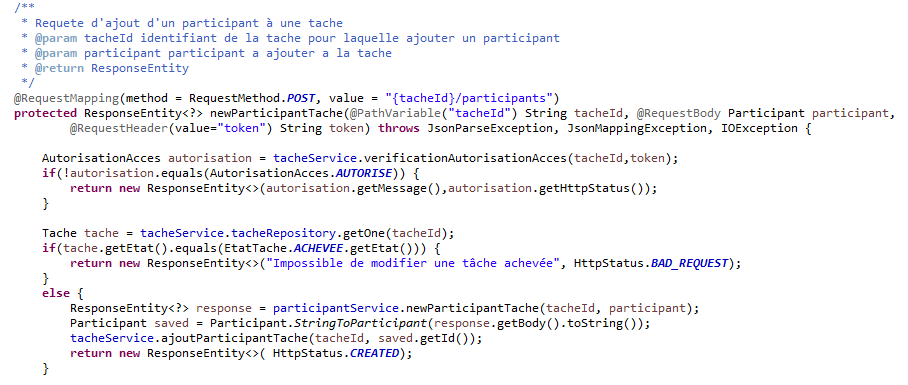 /**
 * Requete d'ajout d'un participant à une tache
 * @param tacheId identifiant de la tache pour laquelle ajouter un participant
 * @param participant participant a ajouter a la tache
 * @return ResponseEntity
 */
@RequestMapping(method = RequestMethod.POST, value = "{tacheId}/participants")
protected ResponseEntity<?> newParticipantTache(@PathVariable("tacheId") String tacheId, @RequestBody Participant participant,
        @RequestHeader(value="token") String token) throws JsonParseException, JsonMappingException, IOException {

    AutorisationAcces autorisation = tacheService.verificationAutorisationAcces(tacheId,token);
    if(!autorisation.equals(AutorisationAcces.AUTORISE)) {
        return new ResponseEntity<>(autorisation.getMessage(),autorisation.getHttpStatus());
    }

    Tache tache = tacheService.tacheRepository.getOne(tacheId);
    if(tache.getEtat().equals(EtatTache.ACHEVEE.getEtat())) {
        return new ResponseEntity<>("Impossible de modifier une tâche achevée", HttpStatus.BAD_REQUEST);
    }
    else {
        ResponseEntity<?> response = participantService.newParticipantTache(tacheId, participant);
        Participant saved = Participant.StringToParticipant(response.getBody().toString());
        tacheService.ajoutParticipantTache(tacheId, saved.getId());
        return new ResponseEntity<>( HttpStatus.CREATED);
    }